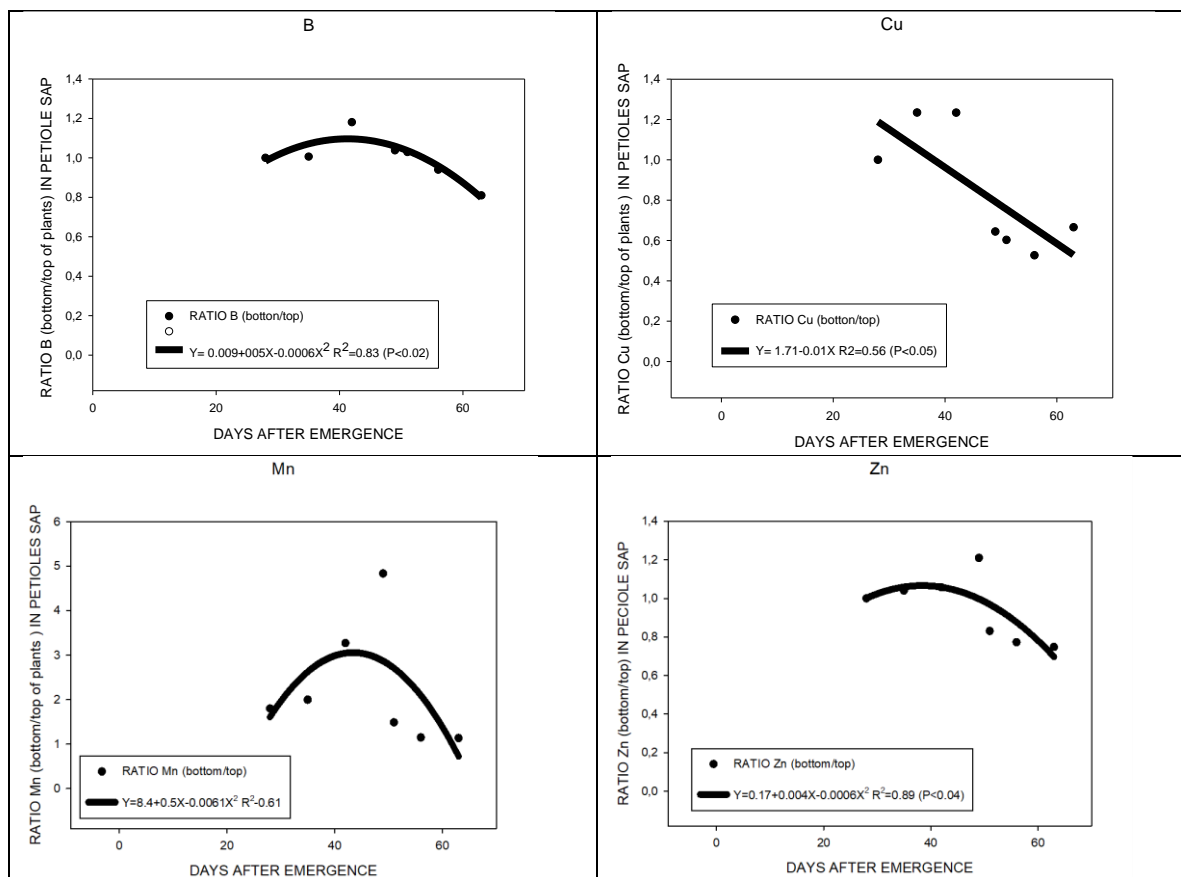 B
RATIO B (bottom/top of plants) IN PETIOLES SAP
1,4
1,2
1,0
0,8
0,6
0,4
0,2
0,0
RATIO B (botton/top)
Y= 0.009+005X-0.0006X² R²=0.83 (P<0.02)
0 20 40 60
DAYS AFTER EMERGENCE
Cu
RATIO Cu (bottom/top of plants ) IN PETIOLES SAP
1,4
1,2
1,0
0,8
0,6
0,4
0,2
0,0
RATIO Cu (botton/top)
Y= 1.71-0.01X R2=0.56 (P<0.05)
0 20 40 60
DAYS AFTER EMERGENCE
Mn
RATIO Mn (bottom/top of plants ) IN PETIOLES SAP
6
5
4
3
2
1
0
RATIO Mn (bottom/top)
Y=8.4+0.5X-0.0061X² R²-0.61
0 20 40 60
DAYS AFTER EMERGENCE
Zn
RATIO Zn (bottom/top) IN PECIOLE SAP
1,4
1,2
1,0
0,8
0,6
0,4
0,2
0,0
RATIO Zn (bottom/top)
Y=0.17+0.004X-0.0006X² R²=0.89 (P<0.04)
0 20 40 60
DAYS AFTER EMERGENCE